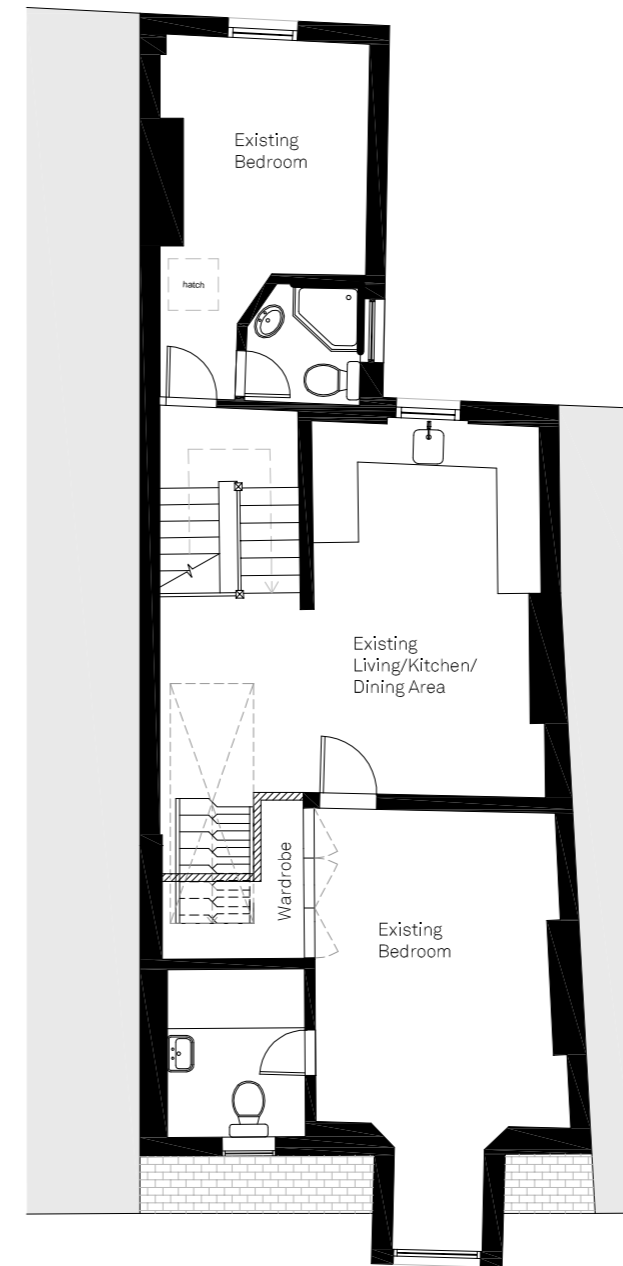 Existing
Bedroom
hatch
Existing
Living/Kitchen/
Dining Area
Wardrobe
Existing
Bedroom